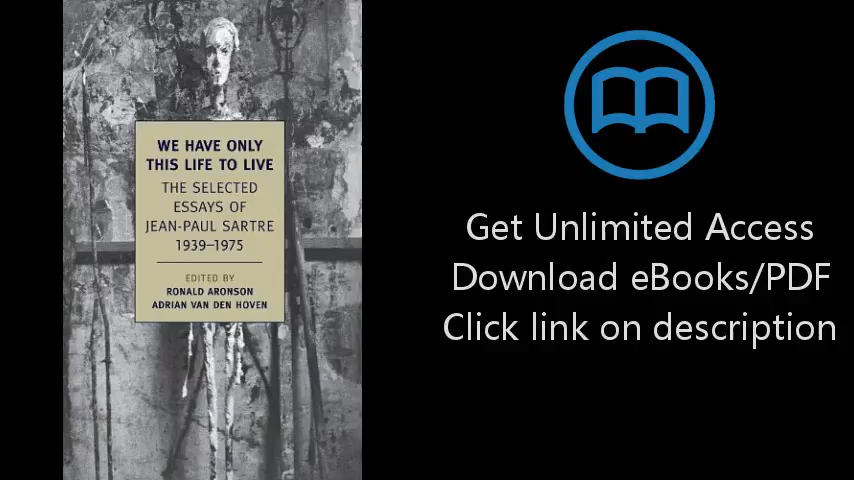 WE HAVE ONLY
THIS LIFE TO LIVE
THE SELECTED
ESSAYS OF
JEAN-PAUL SARTRE
1939–1975
EDITED BY
RONALD ARONSON
ADRIAN VAN DEN HOVEN
Get Unlimited Access
Download eBooks/PDF
Click link on description